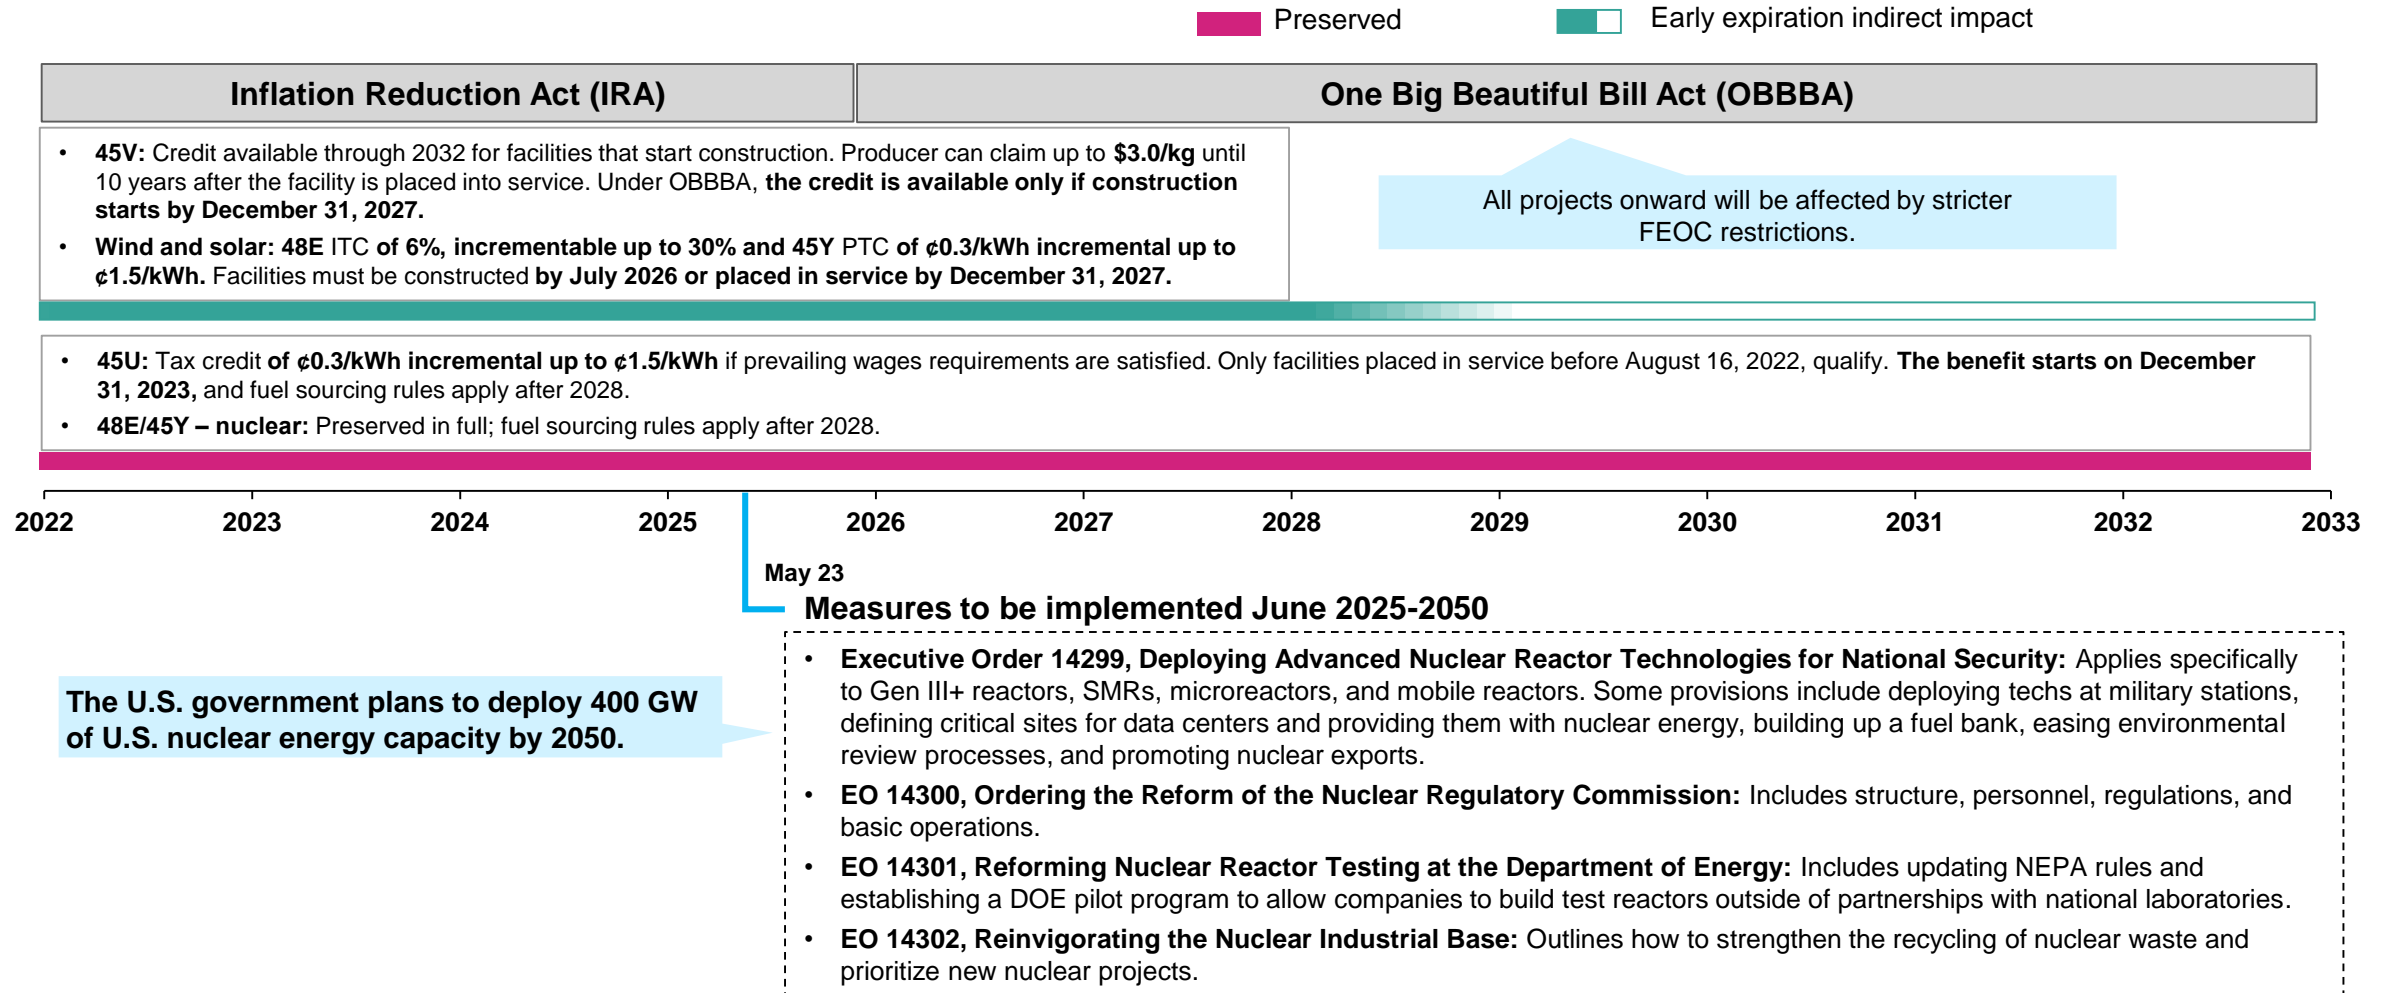 Preserved
Early expiration indirect impact
Inflation Reduction Act (IRA)
One Big Beautiful Bill Act (OBBBA)
• 45V: Credit available through 2032 for facilities that start construction. Producer can claim up to $3.0/kg until
10 years after the facility is placed into service. Under OBBBA, the credit is available only if construction
starts by December 31, 2027.
• Wind and solar: 48E ITC of 6%, incrementable up to 30% and 45Y PTC of ¢0.3/kWh incremental up to
¢1.5/kWh. Facilities must be constructed by July 2026 or placed in service by December 31, 2027.
All projects onward will be affected by stricter
FEOC restrictions.
• 45U: Tax credit of ¢0.3/kWh incremental up to ¢1.5/kWh if prevailing wages requirements are satisfied. Only facilities placed in service before August 16, 2022, qualify. The benefit starts on December
31, 2023, and fuel sourcing rules apply after 2028.
• 48E/45Y – nuclear: Preserved in full; fuel sourcing rules apply after 2028.
2022 2023 2024 2025 2026 2027 2028 2029 2030 2031 2032 2033
May 23
Measures to be implemented June 2025-2050
The U.S. government plans to deploy 400 GW
of U.S. nuclear energy capacity by 2050.
• Executive Order 14299, Deploying Advanced Nuclear Reactor Technologies for National Security: Applies specifically
to Gen III+ reactors, SMRs, microreactors, and mobile reactors. Some provisions include deploying techs at military stations,
defining critical sites for data centers and providing them with nuclear energy, building up a fuel bank, easing environmental
review processes, and promoting nuclear exports.
• EO 14300, Ordering the Reform of the Nuclear Regulatory Commission: Includes structure, personnel, regulations, and
basic operations.
• EO 14301, Reforming Nuclear Reactor Testing at the Department of Energy: Includes updating NEPA rules and
establishing a DOE pilot program to allow companies to build test reactors outside of partnerships with national laboratories.
• EO 14302, Reinvigorating the Nuclear Industrial Base: Outlines how to strengthen the recycling of nuclear waste and
prioritize new nuclear projects.